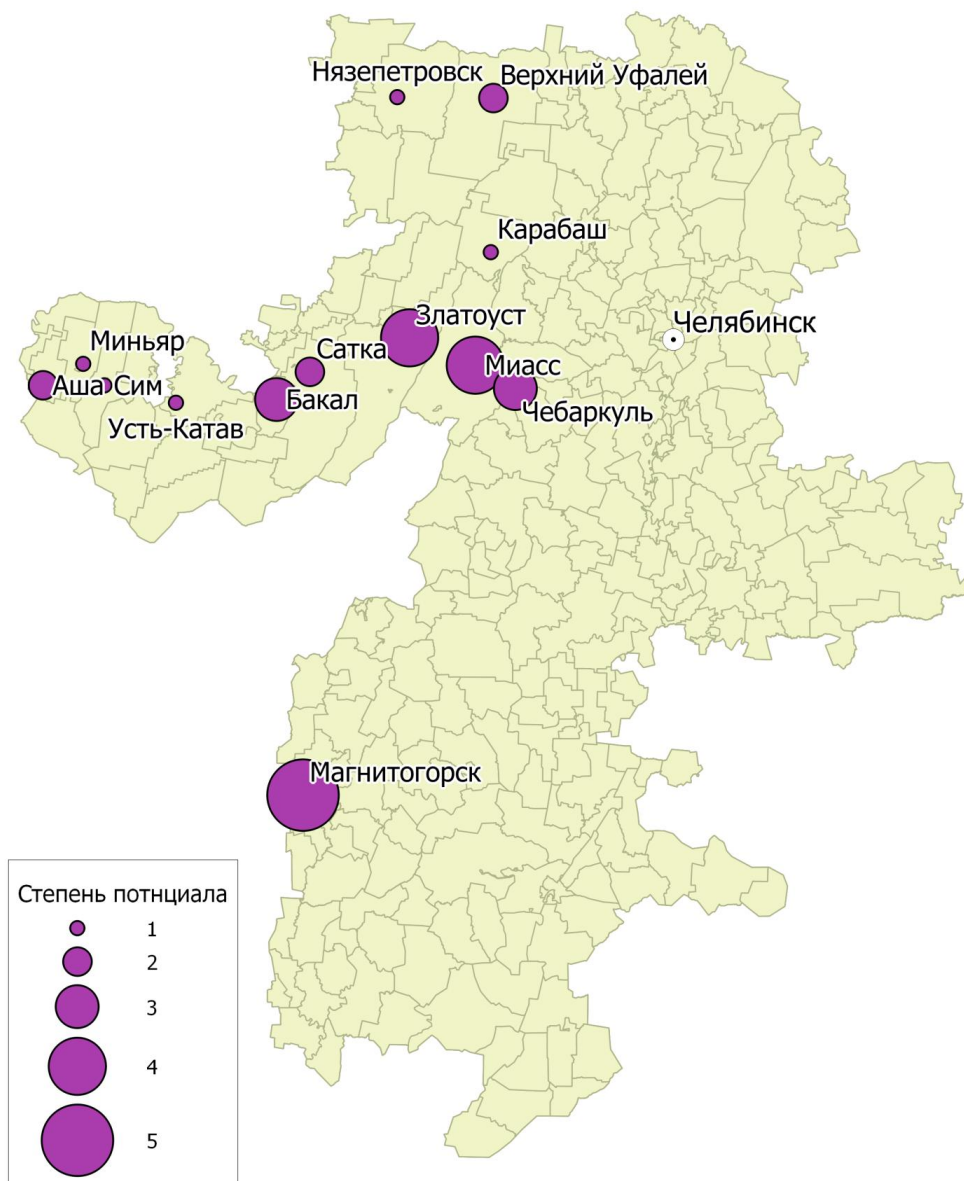 Нязепетровск
Верхний Уфалей
Карабаш
Златоуст
Челябинск
Миньяр
Сатка
Миасс
Аша
Сим
Бакал
Чебаркуль
Усть-Катав
Магнитогорск
Степень потнциала
1
2
3
4
5